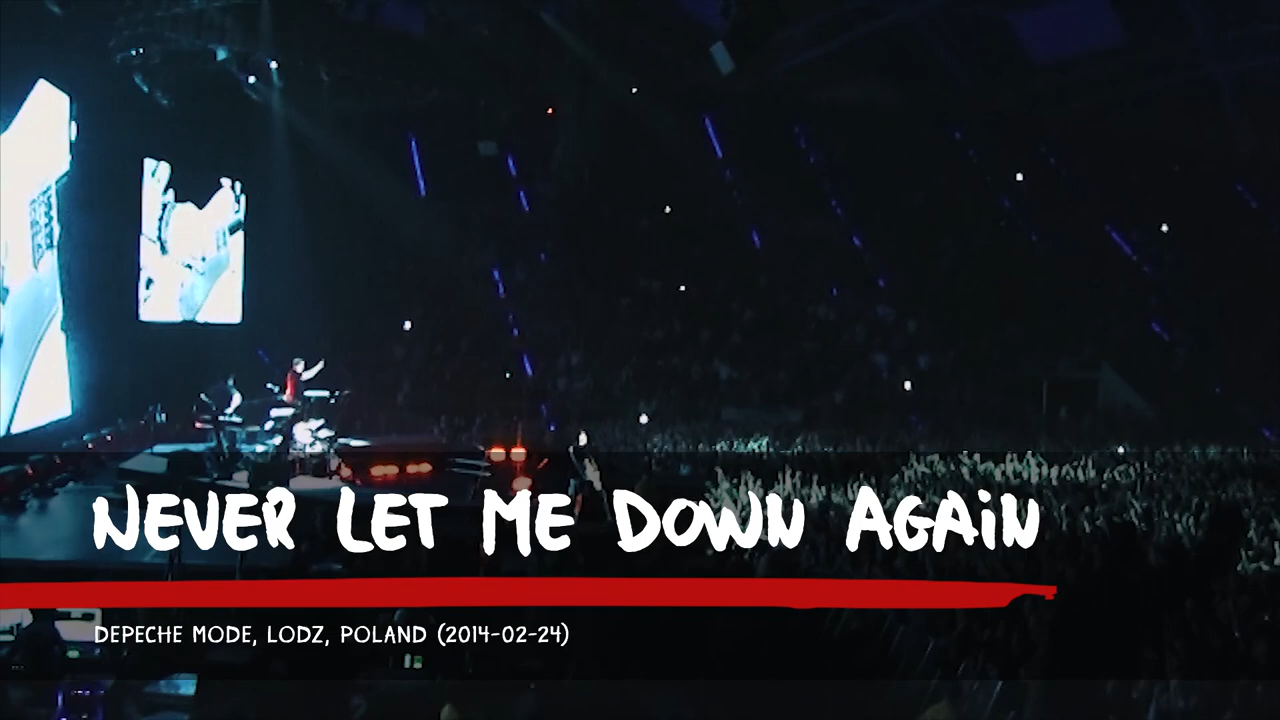 NEVER LET ME DOWN AGAIN
DEPECHE MODE, LODZ, POLAND (2014-02-24)